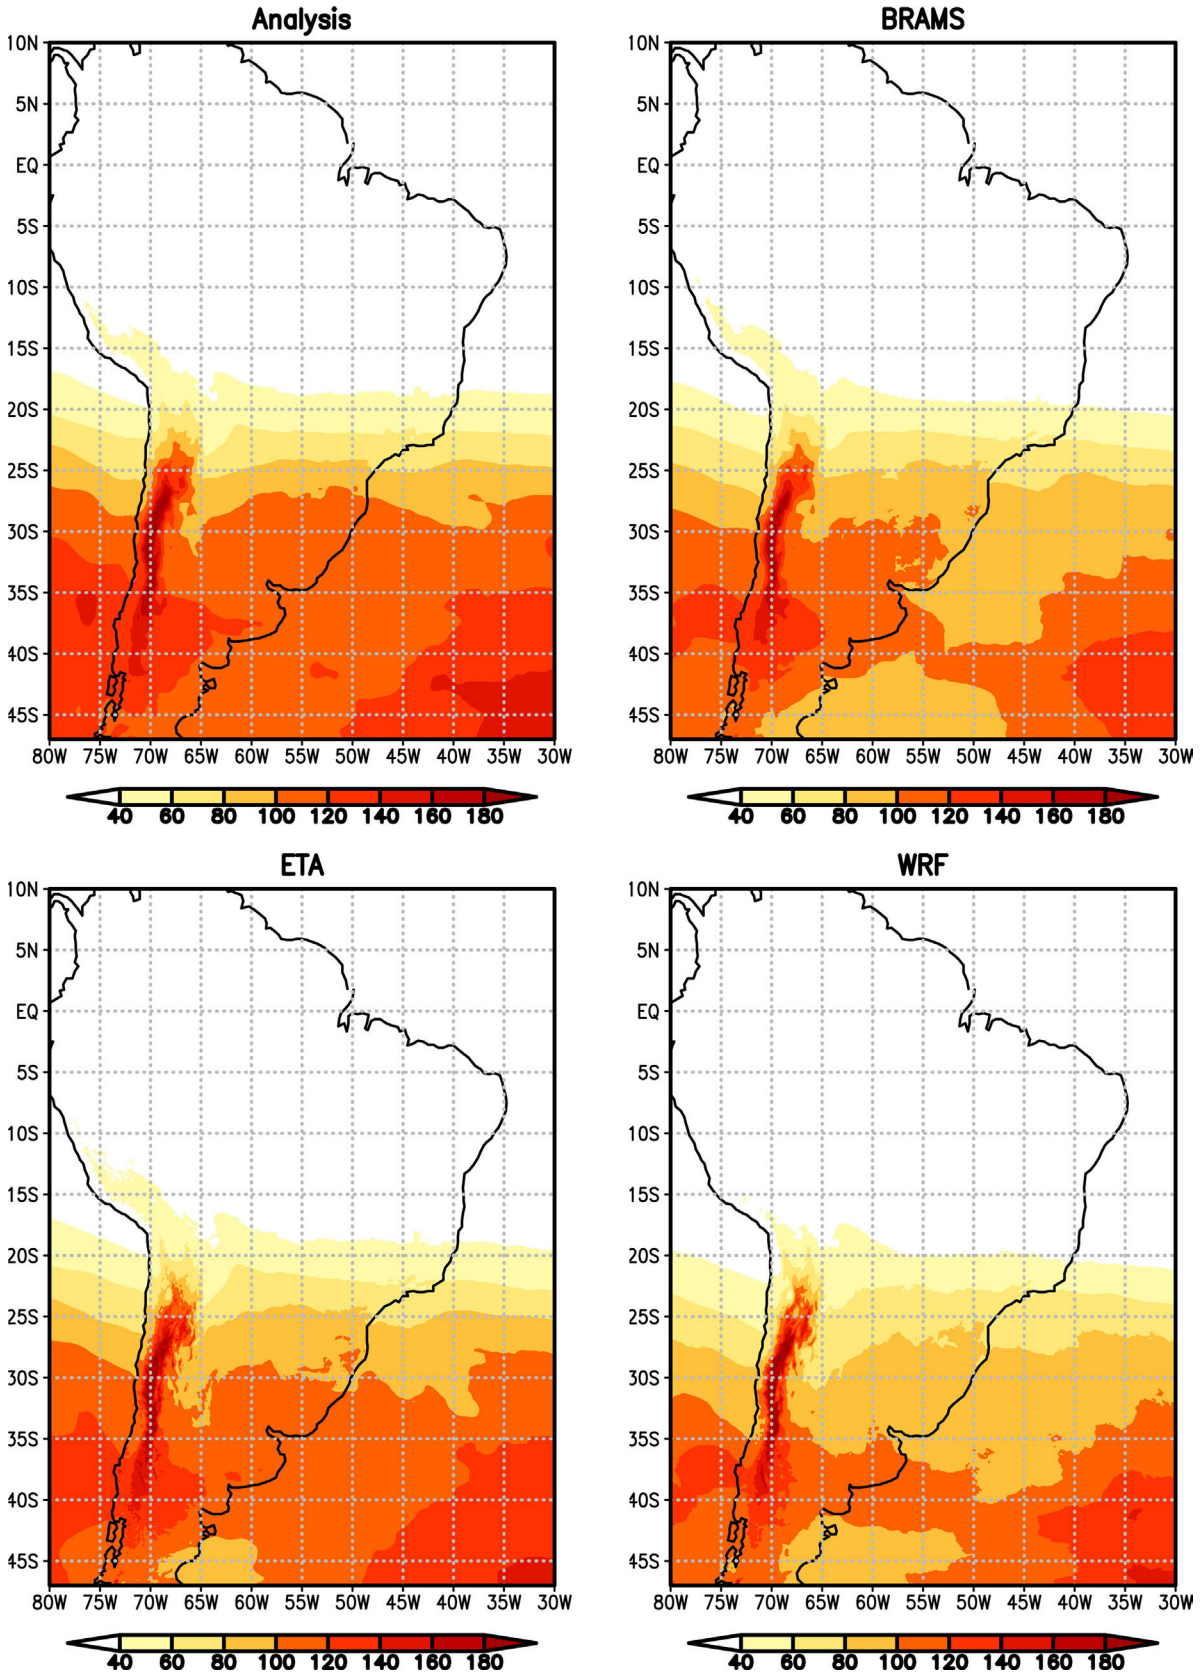 Analysis BRAMS
10N 10N
5N 5N
EQ EQ
5S 5S
10S 10S
15S 15S
20S 20S
25S 25S
30S 30S
35S 35S
40S 40S
45S 45S
80W 75W 70W 65W 60W 55W 50W 45W 40W 35W 30W 80W 75W 70W 65W 60W 55W 50W 45W 40W 35W 30W
40 60 80 100 120 140 160 180 40 60 80 100 120 140 160 180
ETA WRF
10N 10N
5N 5N
EQ EQ
5S 5S
10S 10S
15S 15S
20S 20S
25S 25S
30S 30S
35S 35S
40S 40S
45S 45S
80W 75W 70W 65W 60W 55W 50W 45W 40W 35W 30W 80W 75W 70W 65W 60W 55W 50W 45W 40W 35W 30W
40 60 80 100 120 140 160 180 40 60 80 100 120 140 160 180